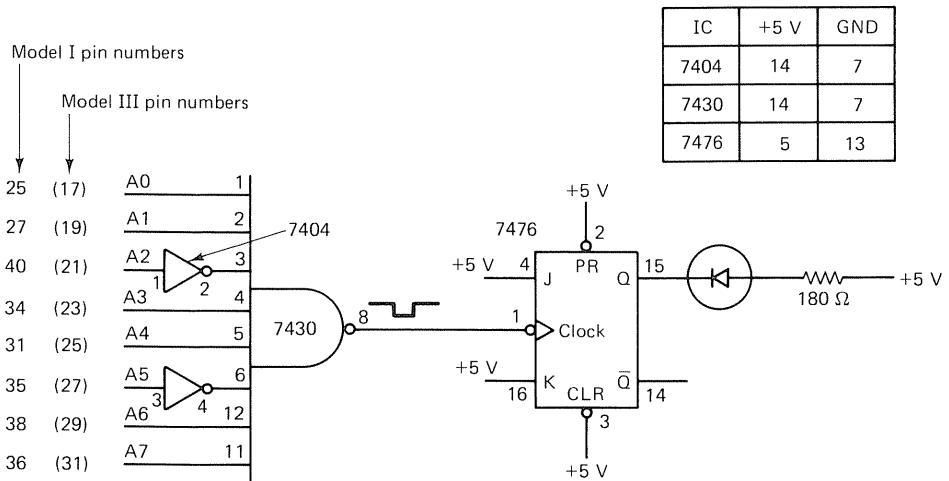 IC +5 V GND
7404 14 7
7430 14 7
7476 5 13
Model I pin numbers
Model III pin numbers
25 (17) A0 1
27 (19) A1 2
7404
40 (21) A2 1 2 3
34 (23) A3 4
31 (25) A4 5
35 (27) A5 3 4 6
38 (29) A6 12
36 (31) A7 11
7430 8
+5 V
7476 2
PR
+5 V 4 J Q 15
180 Ω +5 V
1 Clock
+5 V 16 K Q̅ 14
CLR
3
+5 V